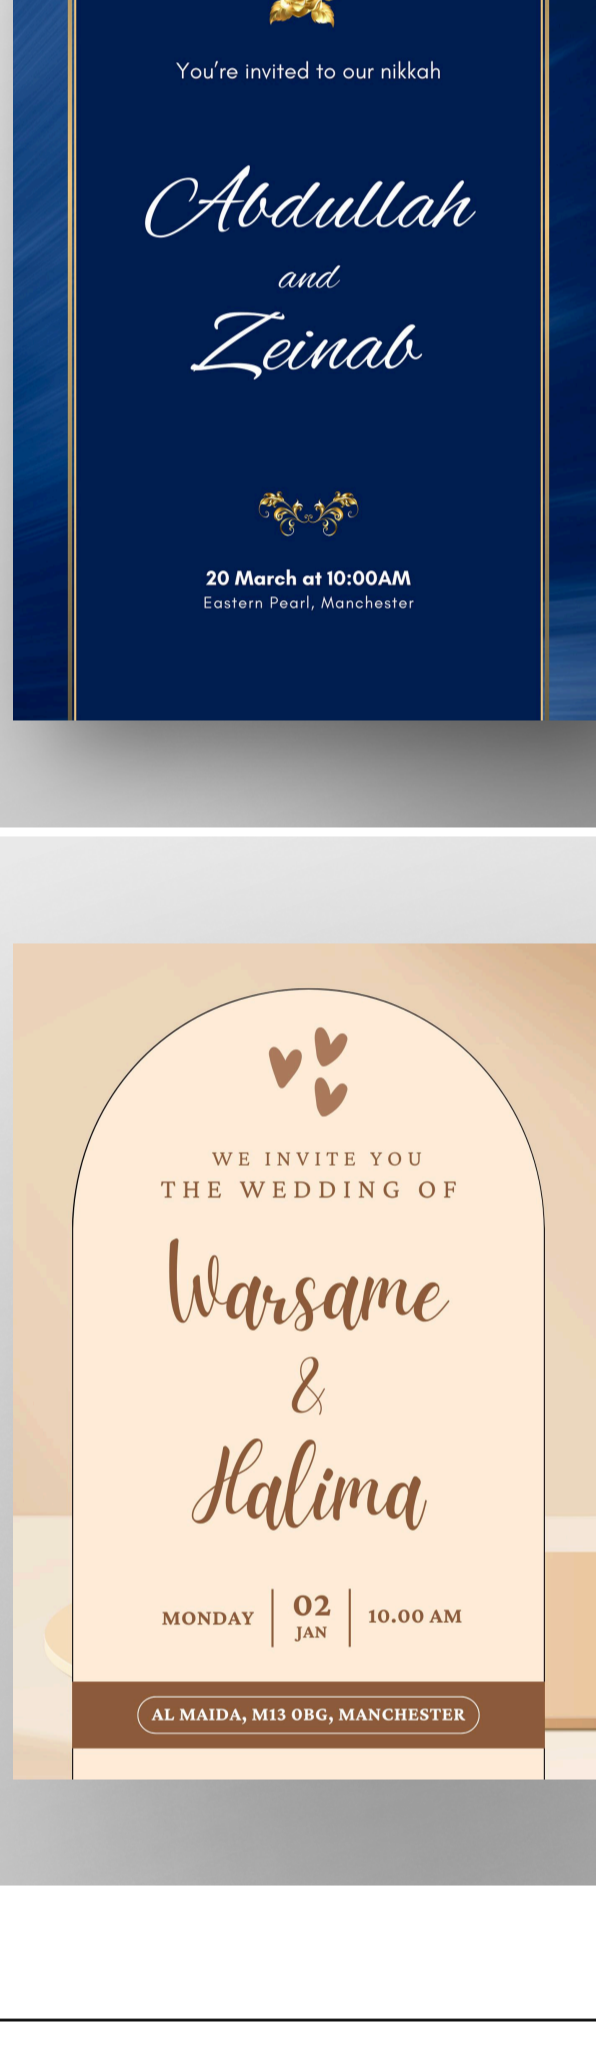 You're invited to our nikkah
Abdullah
and
Zeinab
20 March at 10:00AM
Eastern Pearl, Manchester
WE INVITE YOU
THE WEDDING OF
Warsame
&
Halima
MONDAY 02 JAN 10.00 AM
AL MAIDA, M13 0BG, MANCHESTER